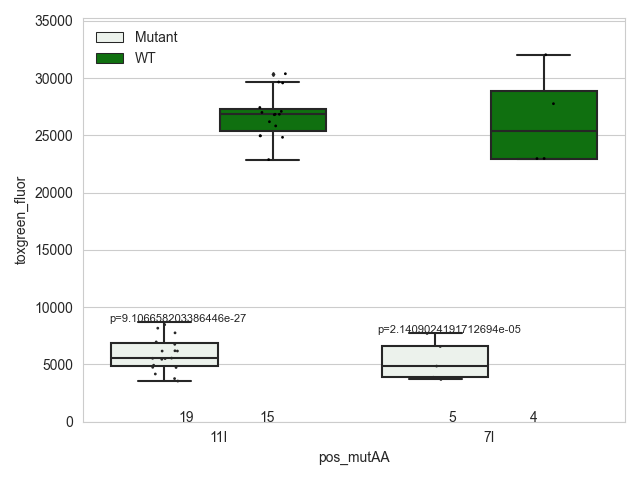 Mutant
WT
35000
30000
25000
20000
15000
10000
5000
0
toxgreen_fluor
p=9.106658203386446e-27
p=2.1409024191712694e-05
19 15 5 4
11I 7I
pos_mutAA